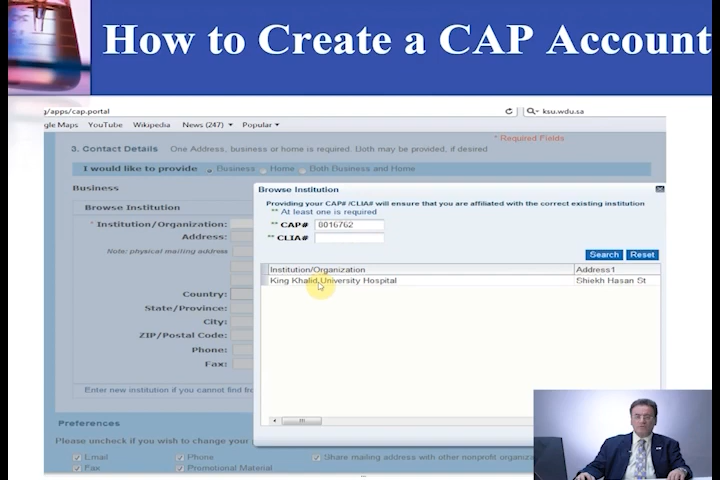 How to Create a CAP Account
g/apps/cap.portal
ksu.wdu.sa
gle Maps YouTube Wikipedia News (247) Popular
* Required Fields
3. Contact Details One Address, business or home is required. Both may be provided, if desired
I would like to provide Business Home Both Business and Home
Business
Browse Institution
* Institution/Organization:
Address:
Note: physical mailing address
Country:
State/Province:
City:
ZIP/Postal Code:
Phone:
Fax:
Enter new institution if you cannot find
Browse Institution
Providing your CAP# /CLIA# will ensure that you are affiliated with the correct existing institution
** At least one is required
** CAP# 8016762
** CLIA#
Search Reset
Institution/Organization Address1
King Khalid University Hospital Shiekh Hasan St
Preferences
Please uncheck if you wish to change your
Email Phone Share mailing address with other nonprofit organiza
Fax Promotional Material